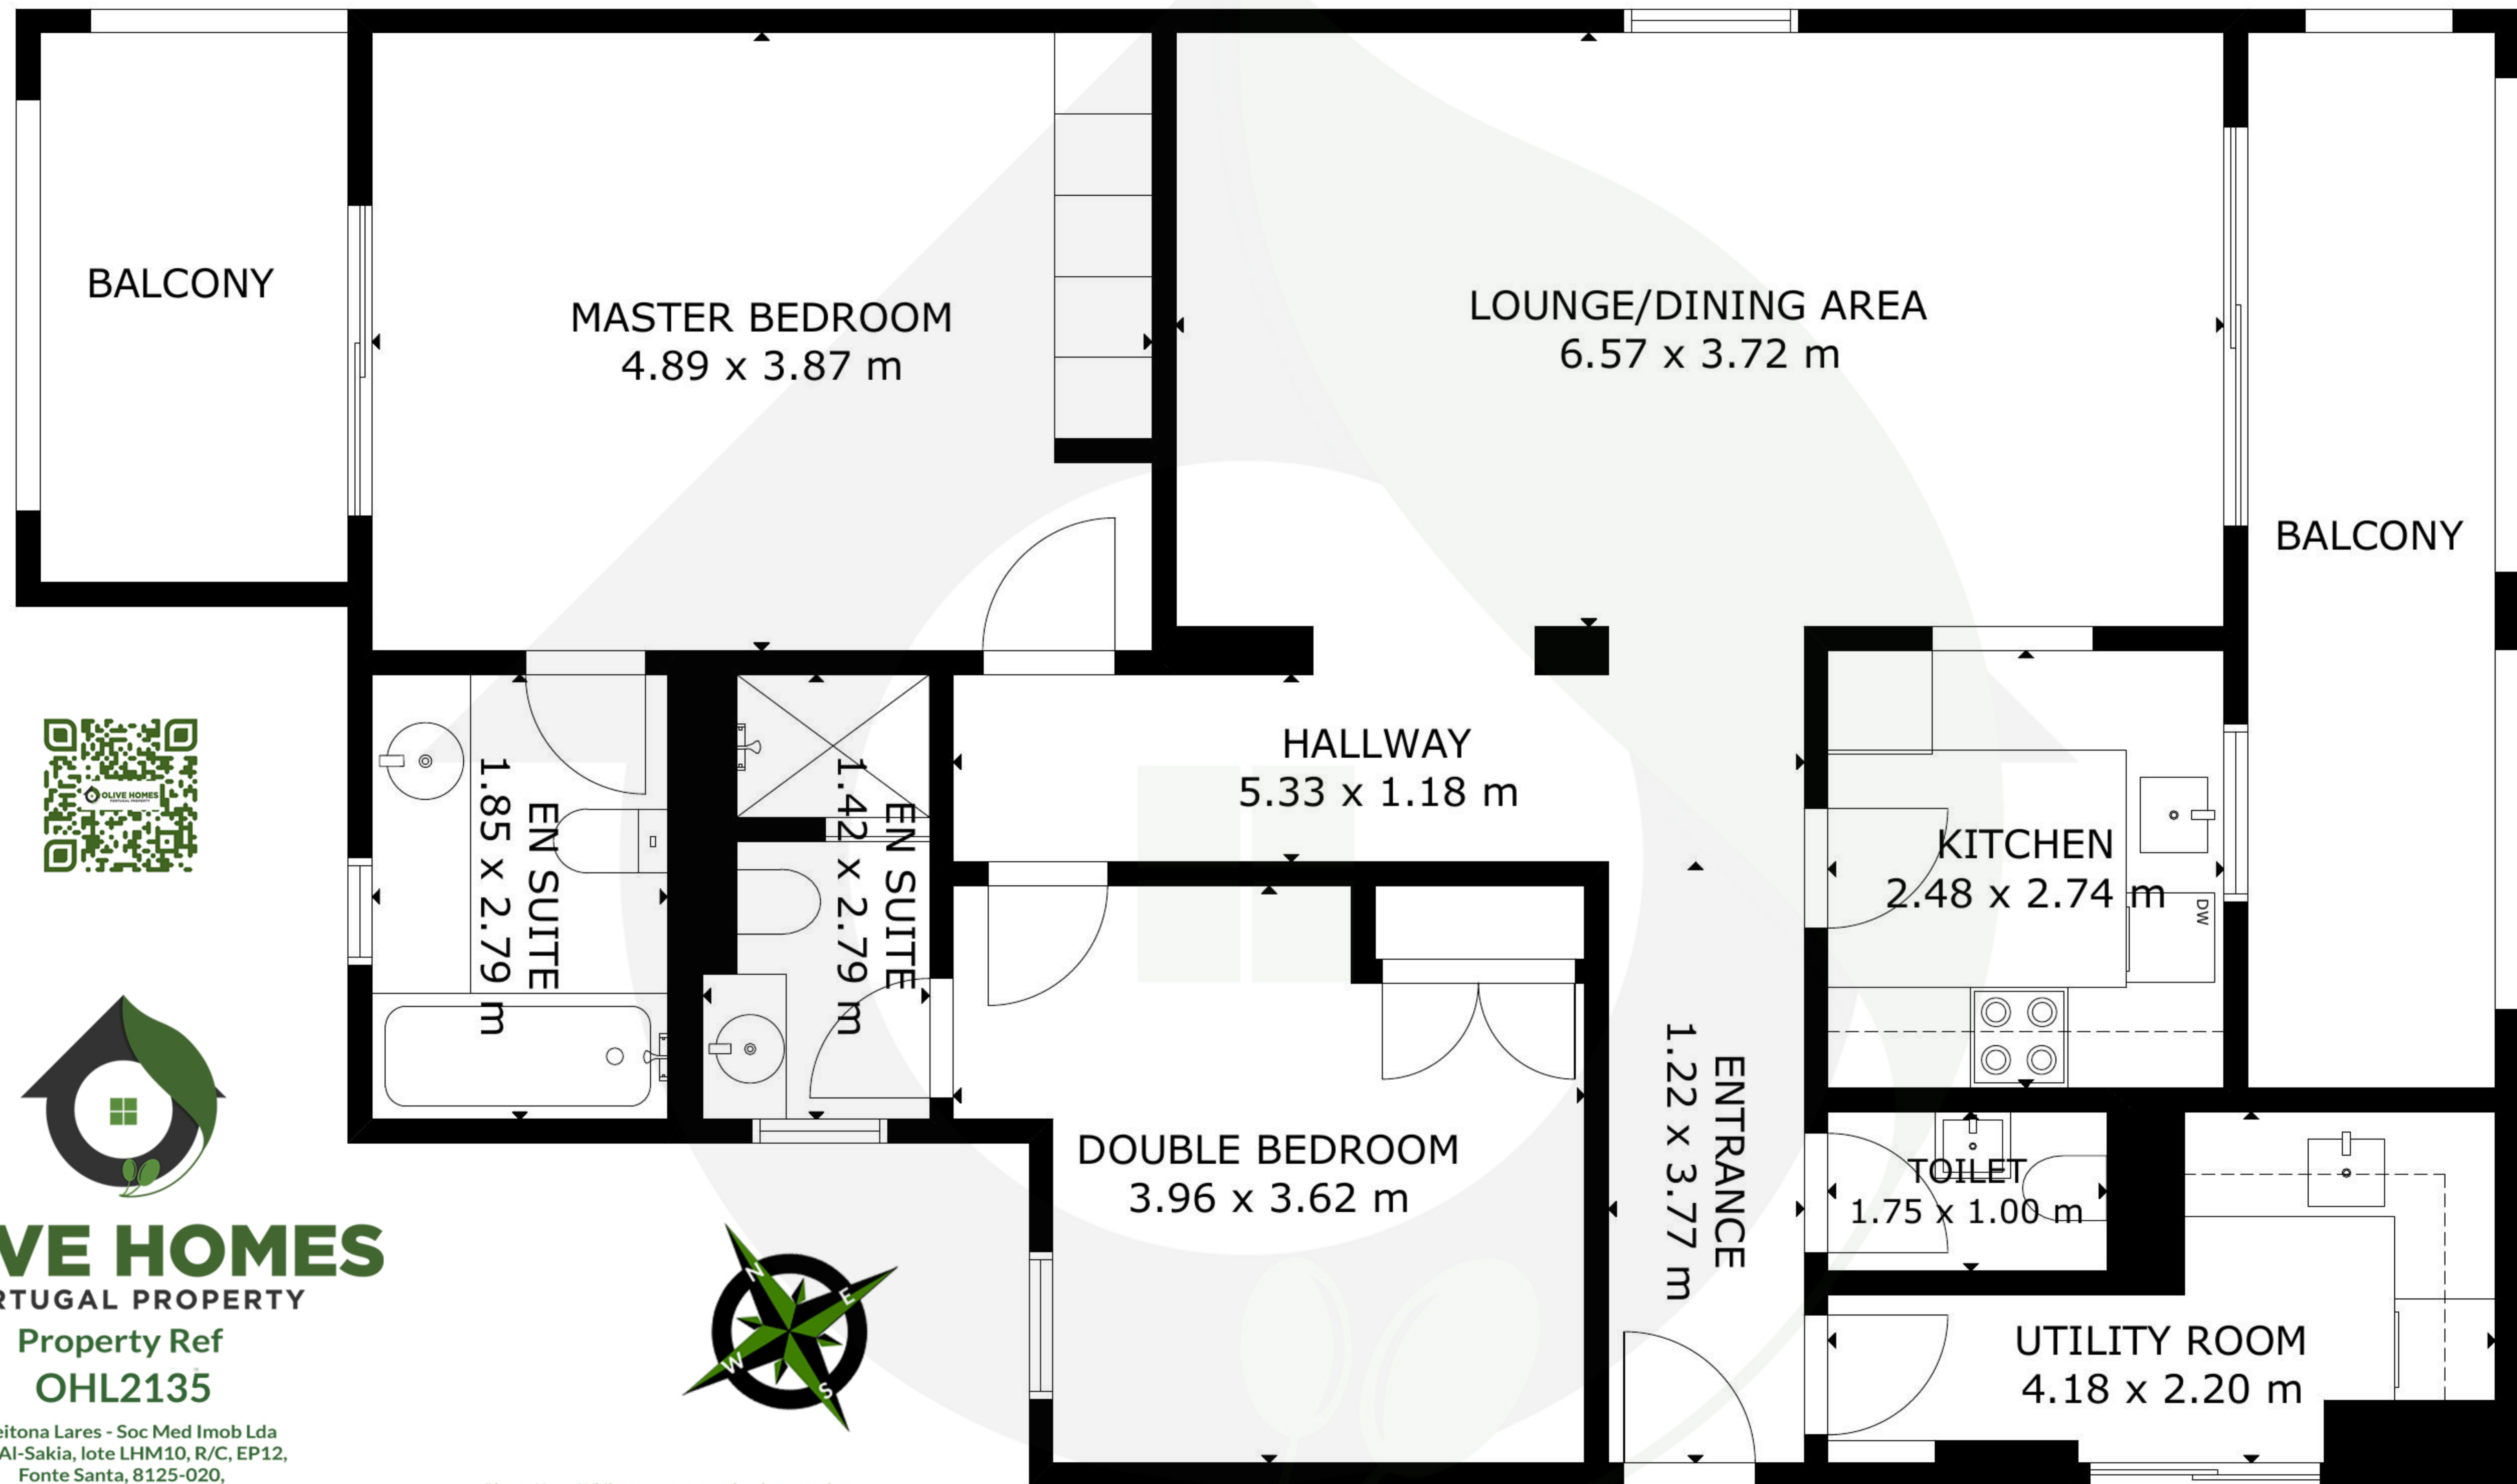 BALCONY
MASTER BEDROOM
4.89 x 3.87 m
LOUNGE/DINING AREA
6.57 x 3.72 m
BALCONY
HALLWAY
5.33 x 1.18 m
EN SUITE
1.85 x 2.79 m
EN SUITE
1.42 x 2.79 m
KITCHEN
2.48 x 2.74 m
DW
OLIVE HOMES
PORTUGAL PROPERTY
DOUBLE BEDROOM
3.96 x 3.62 m
ENTRANCE
1.22 x 3.77 m
TOILET
1.75 x 1.00 m
UTILITY ROOM
4.18 x 2.20 m
N
E
W
S
VE HOMES
RTUGAL PROPERTY
Property Ref
OHL2135
eitona Lares - Soc Med Imob Lda
Al-Sakia, lote LHM10, R/C, EP12,
Fonte Santa, 8125-020,